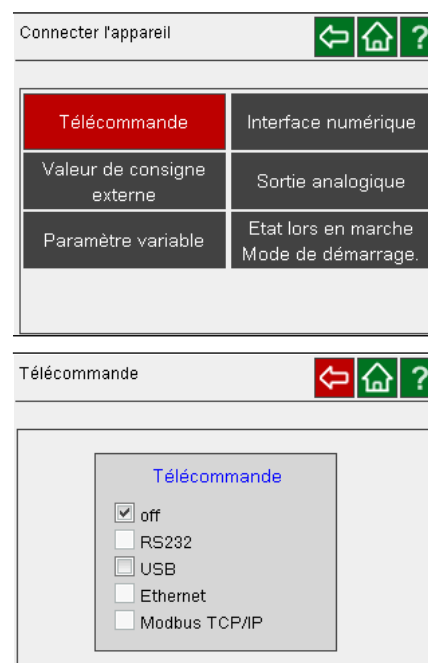 Connecter l'appareil
?
Télécommande
Interface numérique
Valeur de consigne
externe
Sortie analogique
Paramètre variable
Etat lors en marche
Mode de démarrage.
Télécommande
?
Télécommande
off
RS232
USB
Ethernet
Modbus TCP/IP